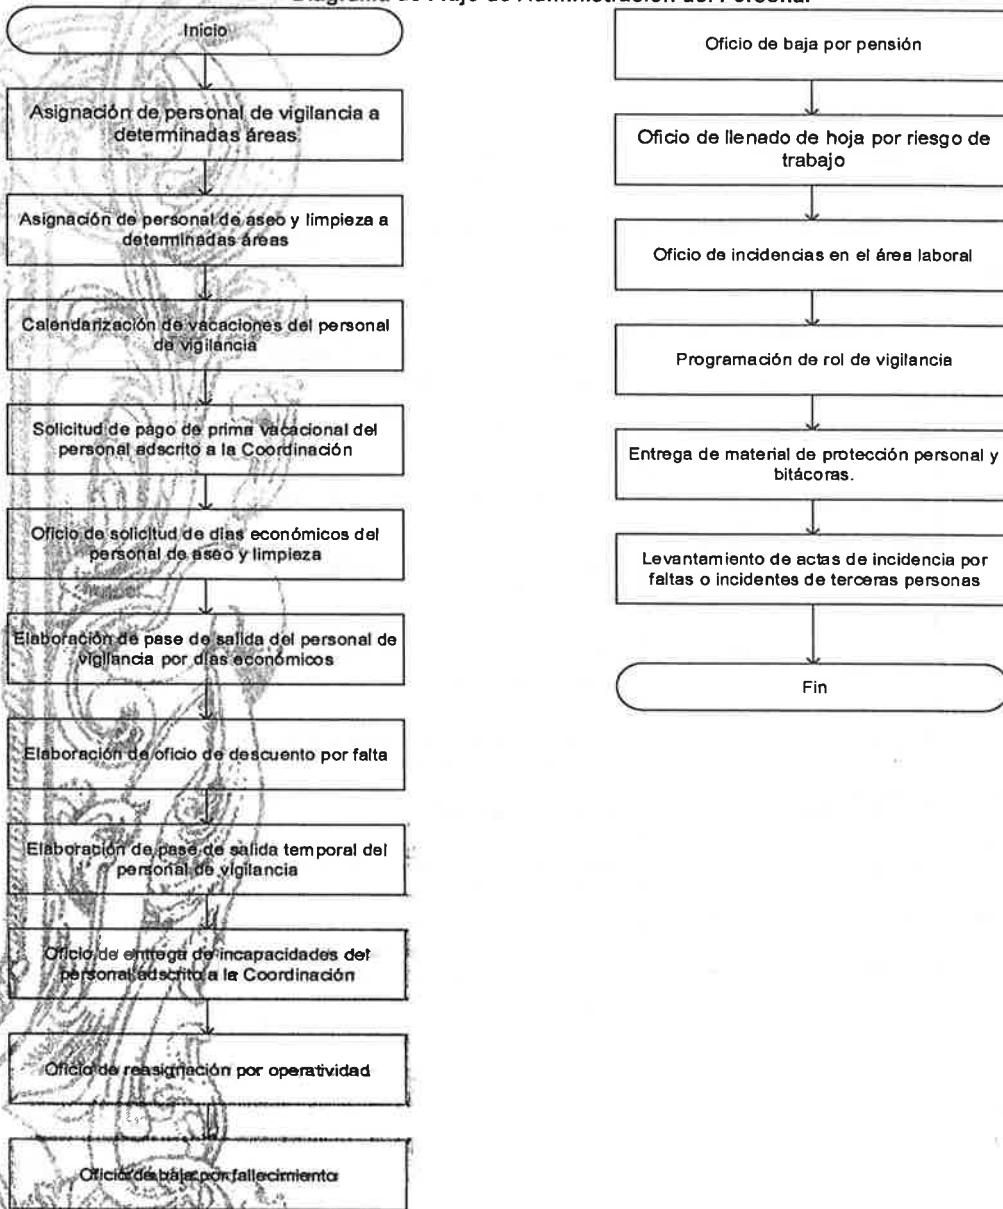 Diagrama de Flujo de Administración del Personal
Inicio
Asignación de personal de vigilancia a
determinadas áreas.
Asignación de personal de aseo y limpieza a
determinadas áreas
Calendarización de vacaciones del personal
de vigilancia
Solicitud de pago de prima vacacional del
personal adscrito a la Coordinación
Oficio de solicitud de días económicos del
personal de aseo y limpieza
Elaboración de pase de salida del personal de
vigilancia por días económicos
Elaboración de oficio de descuento por falta
Elaboración de pase de salida temporal del
personal de vigilancia
Oficio de entrega de incapacidades del
personal adscrito a la Coordinación
Oficio de reasignación por operatividad
Oficio de baja por fallecimiento
Oficio de baja por pensión
Oficio de llenado de hoja por riesgo de
trabajo
Oficio de incidencias en el área laboral
Programación de rol de vigilancia
Entrega de material de protección personal y
bitácoras.
Levantamiento de actas de incidencia por
faltas o incidentes de terceras personas
Fin